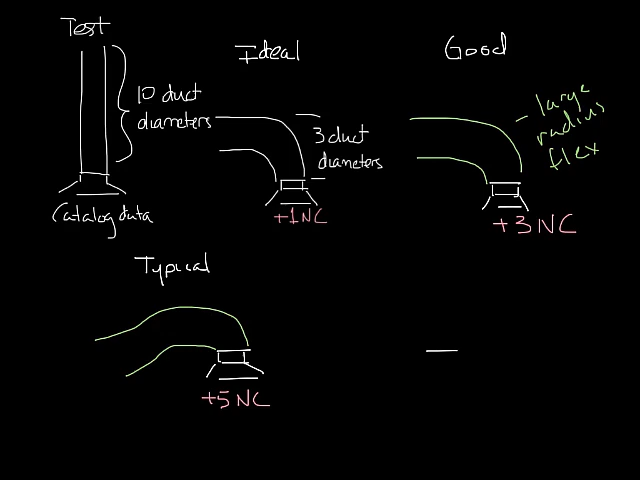 Test
Ideal
Good
10 duct
diameters
3 duct
diameters
large
radius
flex
Catalog data
+1NC
+3NC
Typical
+5NC